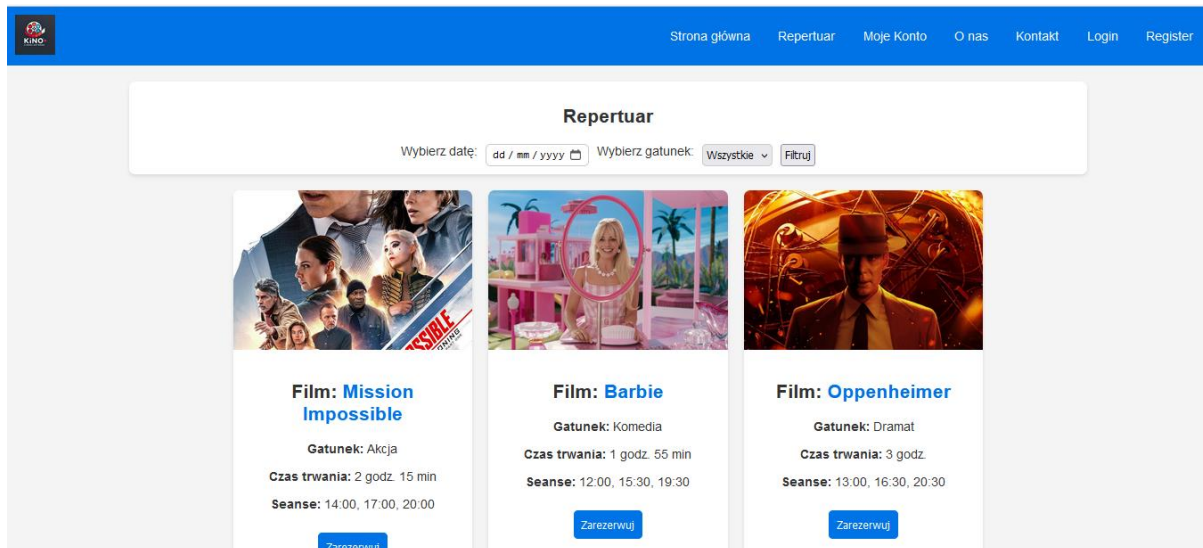 KiNO
Strona główna Repertuar Moje Konto O nas Kontakt Login Register
Repertuar
Wybierz datę: dd / mm / yyyy Wybierz gatunek: Wszystkie Filtruj
SSIBLE
Film: Mission
Impossible
Gatunek: Akcja
Czas trwania: 2 godz. 15 min
Seanse: 14:00, 17:00, 20:00
Zarezerwuj
Film: Barbie
Gatunek: Komedia
Czas trwania: 1 godz. 55 min
Seanse: 12:00, 15:30, 19:30
Zarezerwuj
Film: Oppenheimer
Gatunek: Dramat
Czas trwania: 3 godz.
Seanse: 13:00, 16:30, 20:30
Zarezerwuj